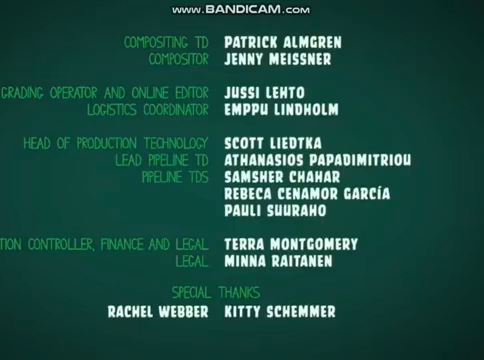 www.BANDICAM.com
COMPOSITING TD PATRICK ALMGREN
COMPOSITOR JENNY MEISSNER
GRADING OPERATOR AND ONLINE EDITOR JUSSI LEHTO
LOGISTICS COORDINATOR EMPPU LINDHOLM
HEAD OF PRODUCTION TECHNOLOGY SCOTT LIEDTKA
LEAD PIPELINE TD ATHANASIOS PAPADIMITRIOU
PIPELINE TDS SAMSHER CHAHAR
REBECA CENAMOR GARCÍA
PAULI SUURAHO
TION CONTROLLER, FINANCE AND LEGAL TERRA MONTGOMERY
LEGAL MINNA RAITANEN
SPECIAL THANKS
RACHEL WEBBER KITTY SCHEMMER